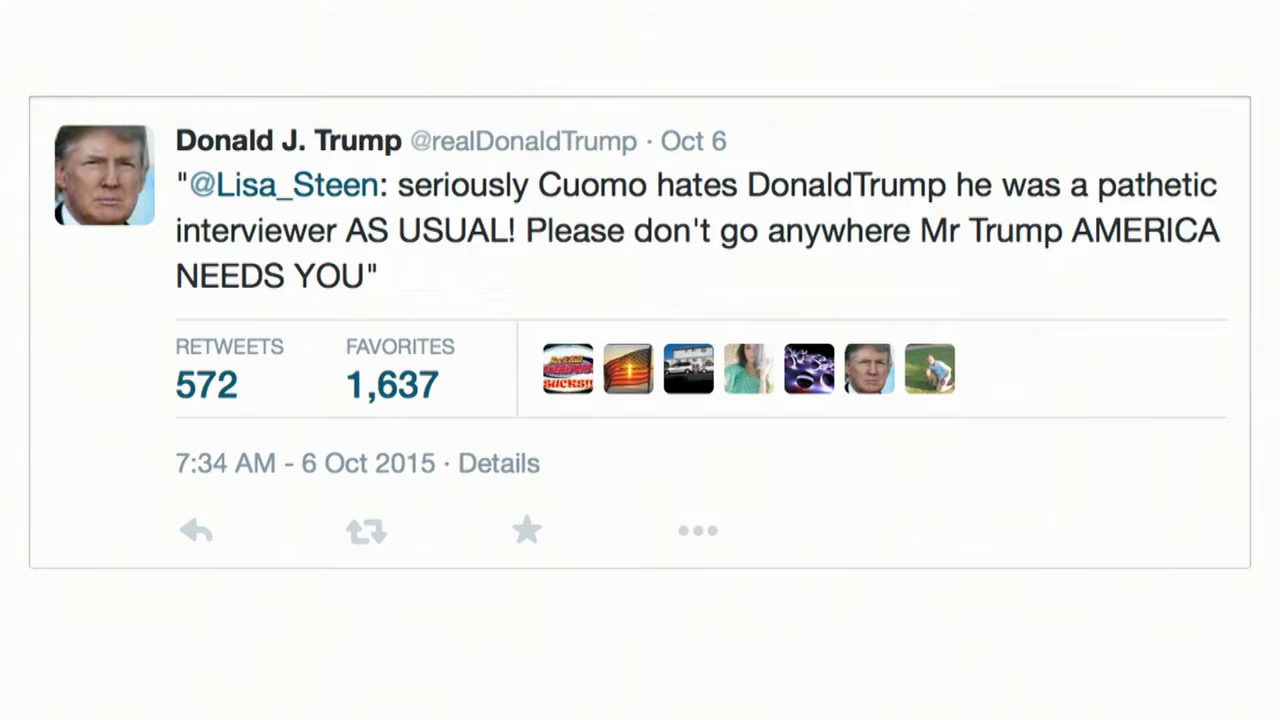 Donald J. Trump @realDonaldTrump · Oct 6
"@Lisa_Steen: seriously Cuomo hates DonaldTrump he was a pathetic
interviewer AS USUAL! Please don't go anywhere Mr Trump AMERICA
NEEDS YOU"
RETWEETS FAVORITES
572 1,637
SUCKS!!
7:34 AM - 6 Oct 2015 · Details